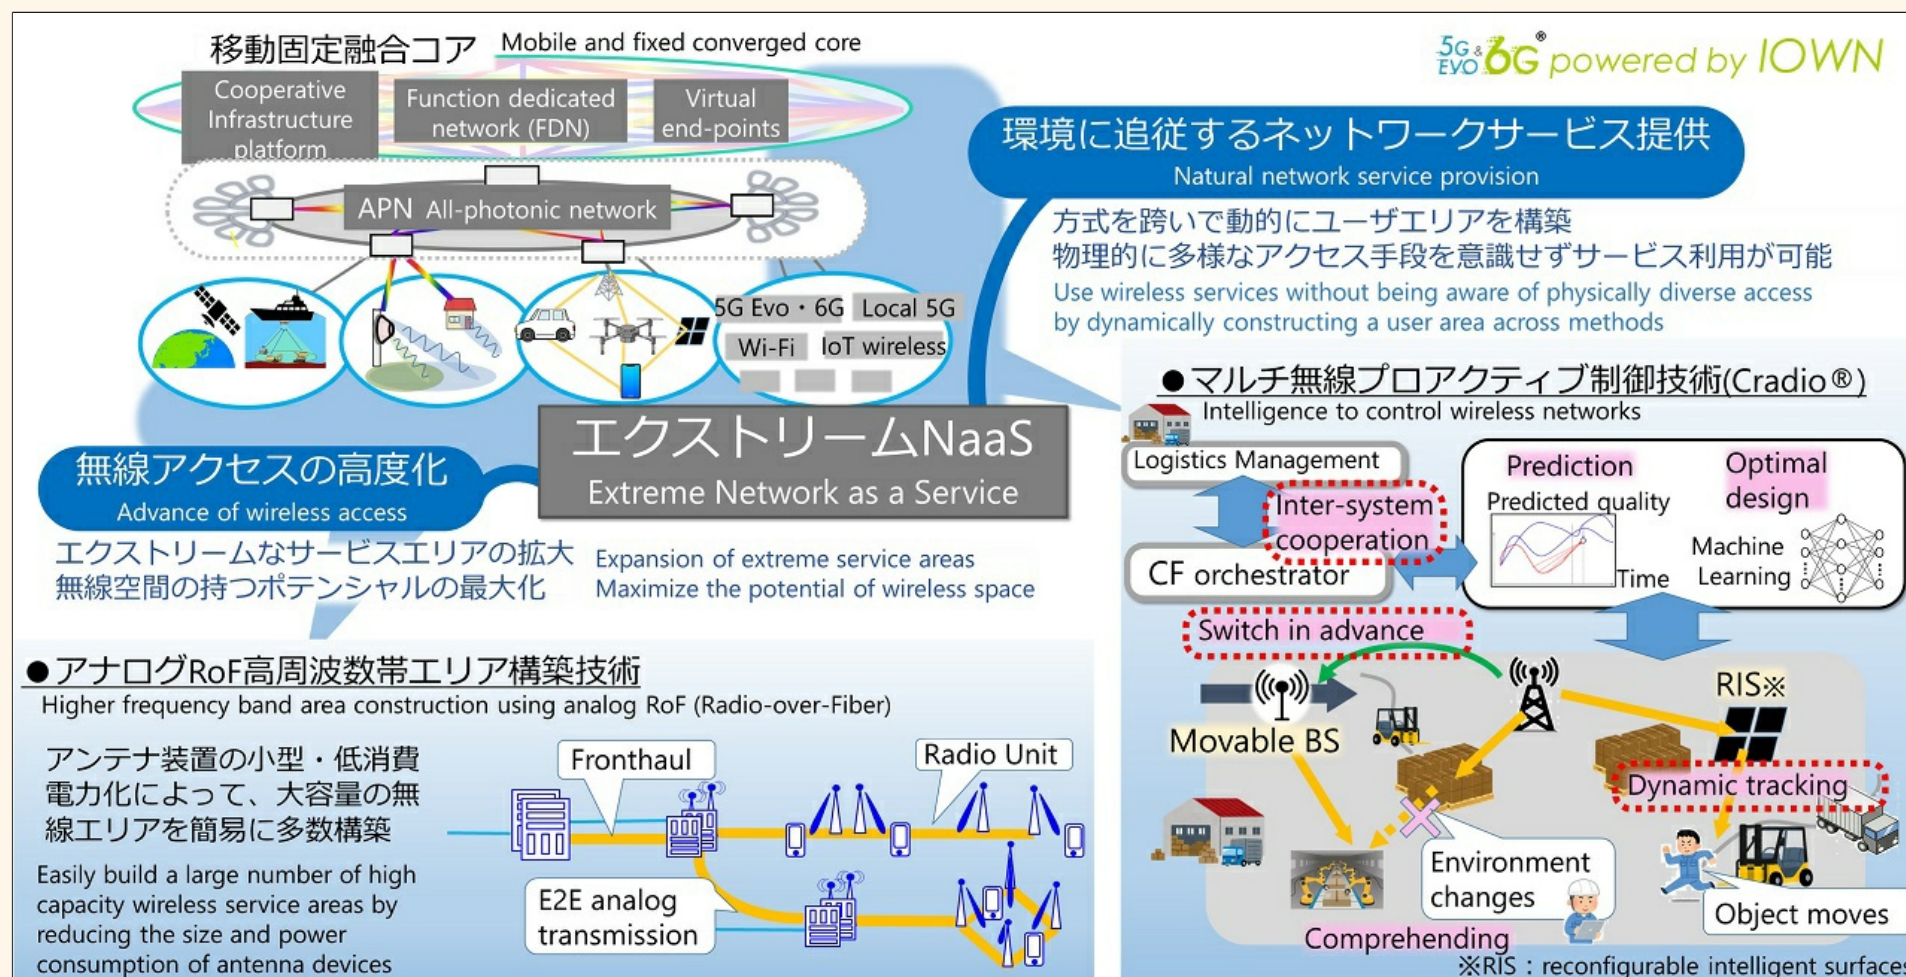 移動固定融合コア Mobile and fixed converged core
5G & EVO 6G® powered by IOWN
Cooperative
Infrastructure
platform
Function dedicated
network (FDN)
Virtual
end-points
APN All-photonic network
5G Evo・6G Local 5G
Wi-Fi IoT wireless
環境に追従するネットワークサービス提供
Natural network service provision
方式を跨いで動的にユーザエリアを構築
物理的に多様なアクセス手段を意識せずサービス利用が可能
Use wireless services without being aware of physically diverse access
by dynamically constructing a user area across methods
エクストリームNaaS
Extreme Network as a Service
無線アクセスの高度化
Advance of wireless access
エクストリームなサービスエリアの拡大
無線空間の持つポテンシャルの最大化
Expansion of extreme service areas
Maximize the potential of wireless space
●アナログRoF高周波数帯エリア構築技術
Higher frequency band area construction using analog RoF (Radio-over-Fiber)
アンテナ装置の小型・低消費
電力化によって、大容量の無
線エリアを簡易に多数構築
Easily build a large number of high
capacity wireless service areas by
reducing the size and power
consumption of antenna devices
Fronthaul
Radio Unit
E2E analog
transmission
●マルチ無線プロアクティブ制御技術(Cradio®)
Intelligence to control wireless networks
Logistics Management
Inter-system
cooperation
CF orchestrator
Prediction
Predicted quality
Time
Optimal
design
Machine
Learning
Switch in advance
Movable BS
RIS※
Dynamic tracking
Environment
changes
Object moves
Comprehending
※RIS：reconfigurable intelligent surfaces